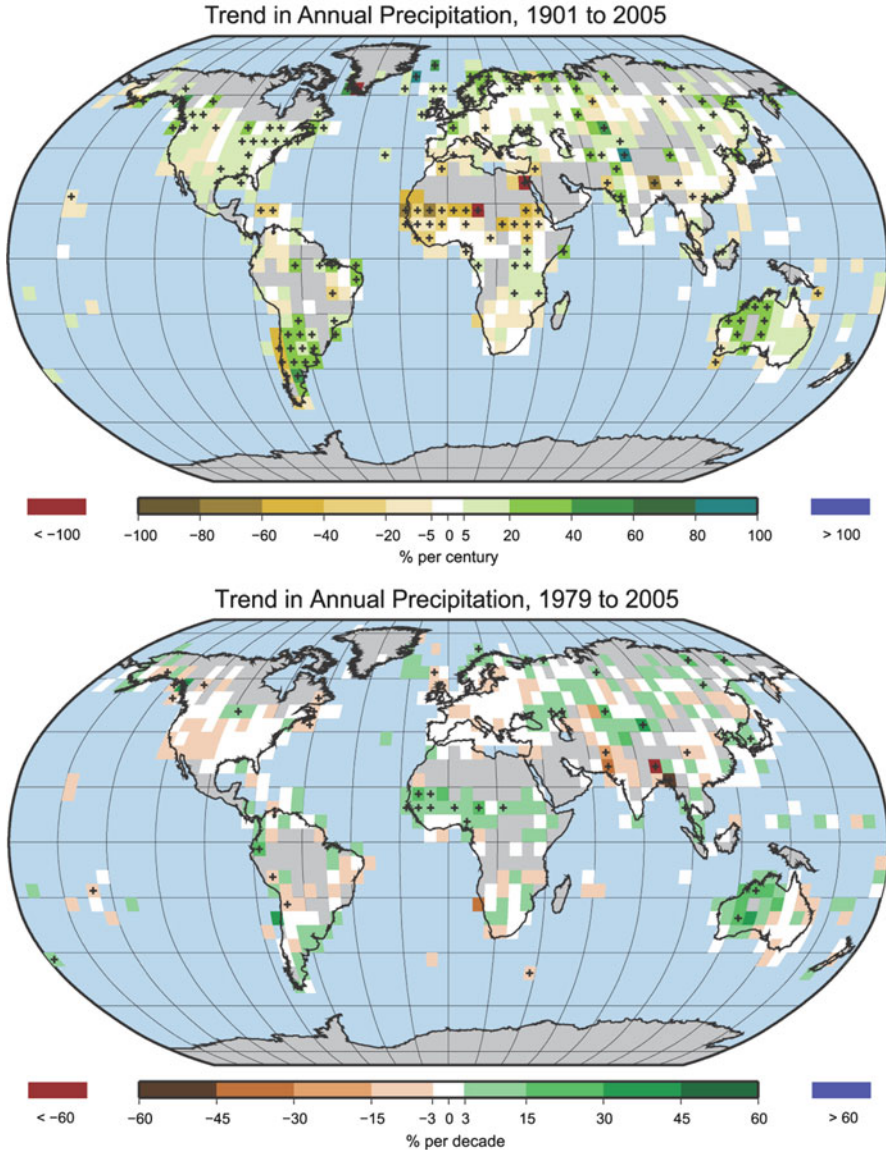 Trend in Annual Precipitation, 1901 to 2005
< −100 −100 −80 −60 −40 −20 −5 0 5 20 40 60 80 100 > 100
% per century
Trend in Annual Precipitation, 1979 to 2005
< −60 −60 −45 −30 −15 −3 0 3 15 30 45 60 > 60
% per decade